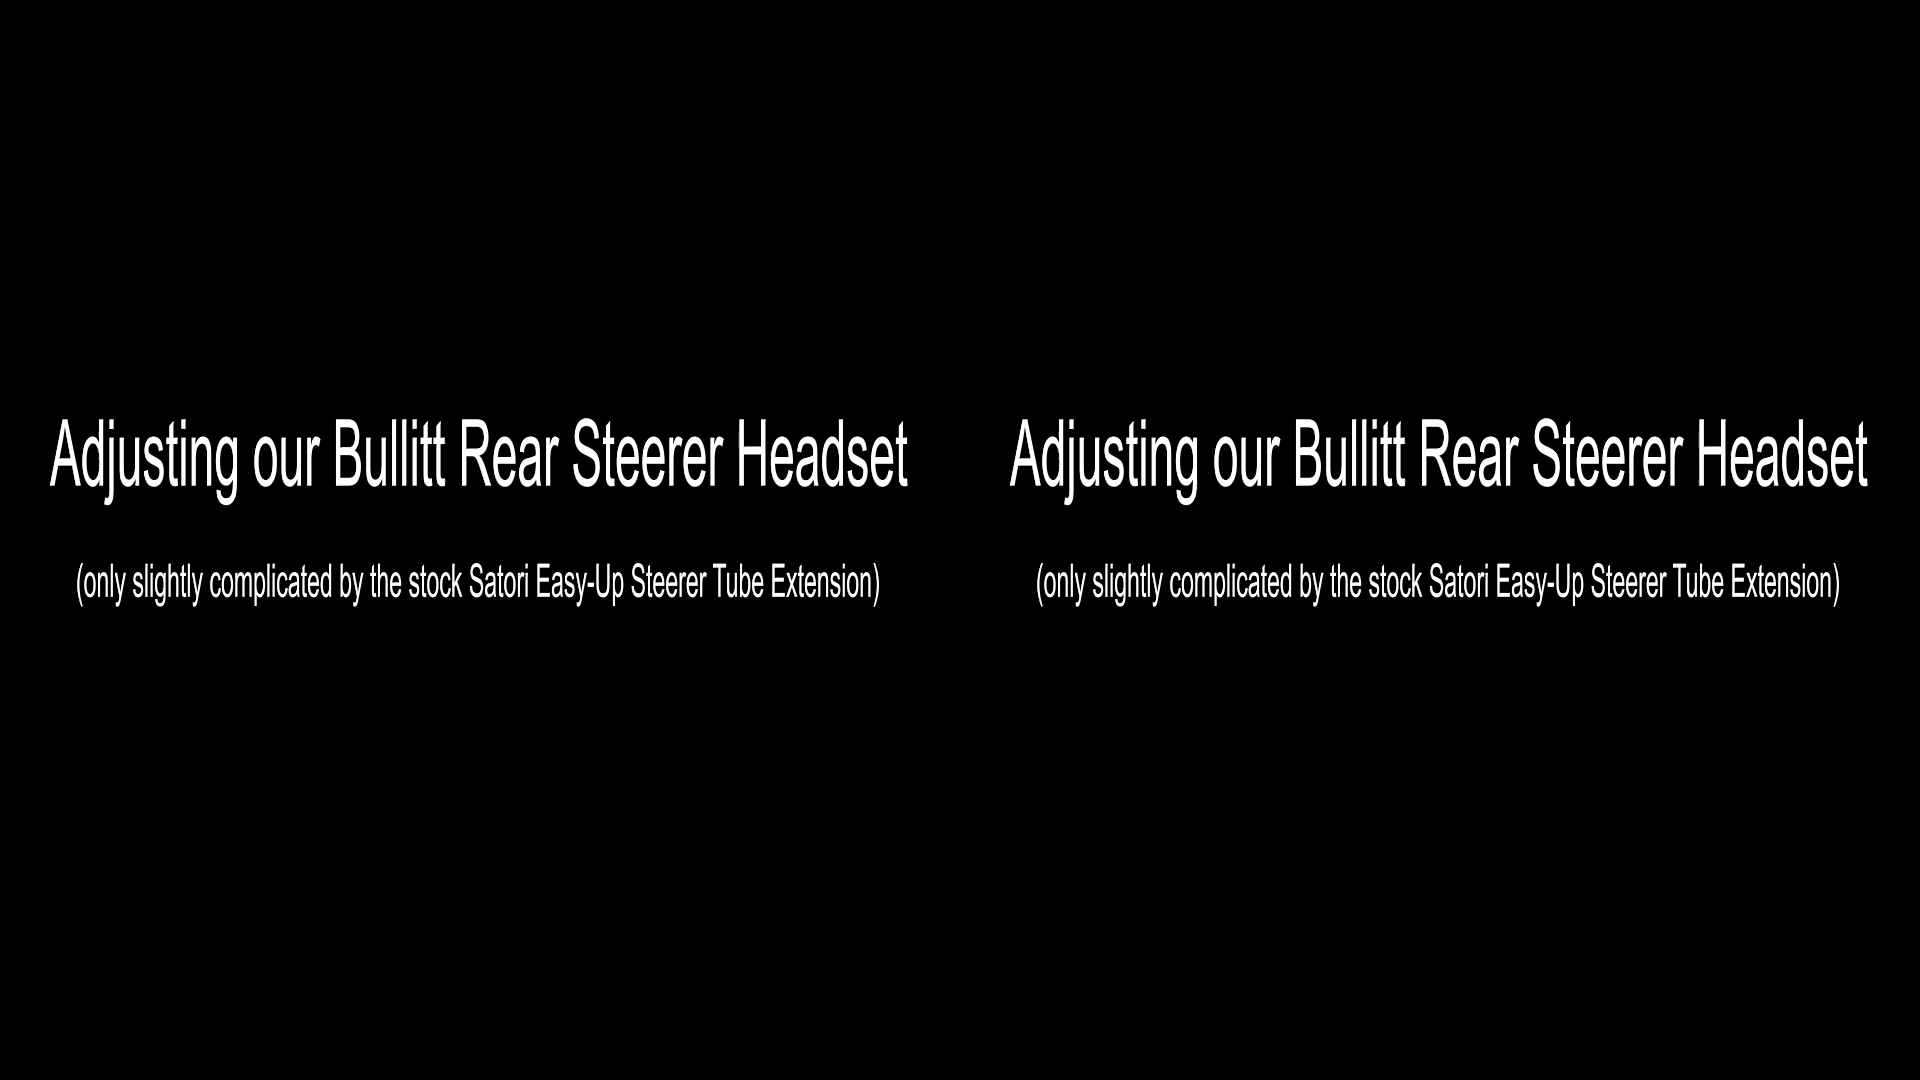 Adjusting our Bullitt Rear Steerer Headset
(only slightly complicated by the stock Satori Easy-Up Steerer Tube Extension)
Adjusting our Bullitt Rear Steerer Headset
(only slightly complicated by the stock Satori Easy-Up Steerer Tube Extension)